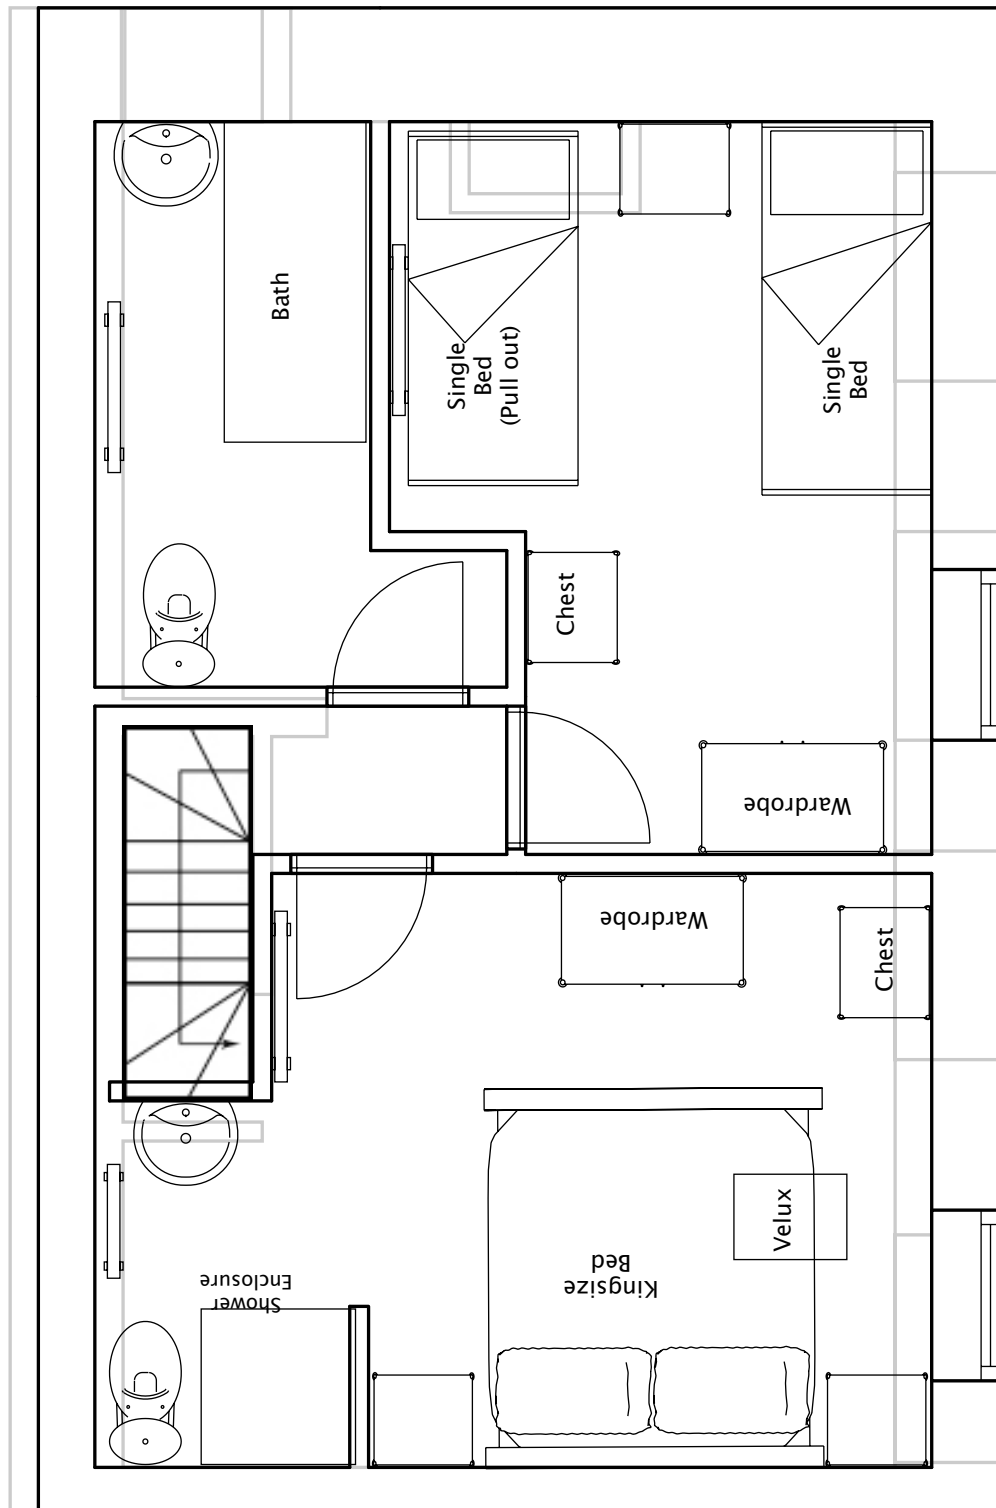 Bath
Single
Bed
(Pull out)
Single
Bed
Chest
Wardrobe
Wardrobe
Chest
Velux
Kingsize
Bed
Shower
Enclosure